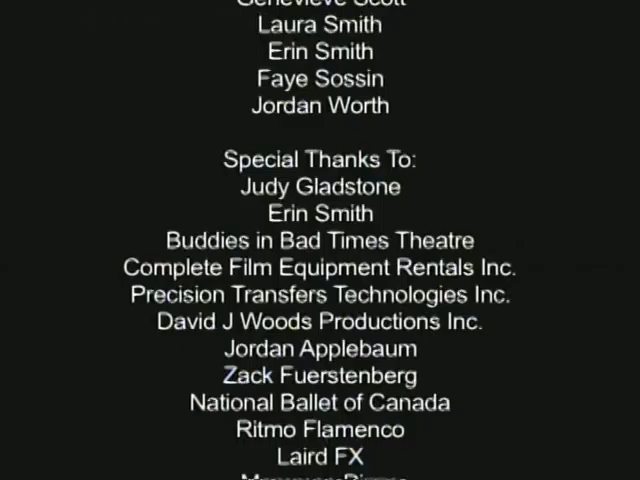 Genevieve Scott
Laura Smith
Erin Smith
Faye Sossin
Jordan Worth
Special Thanks To:
Judy Gladstone
Erin Smith
Buddies in Bad Times Theatre
Complete Film Equipment Rentals Inc.
Precision Transfers Technologies Inc.
David J Woods Productions Inc.
Jordan Applebaum
Zack Fuerstenberg
National Ballet of Canada
Ritmo Flamenco
Laird FX